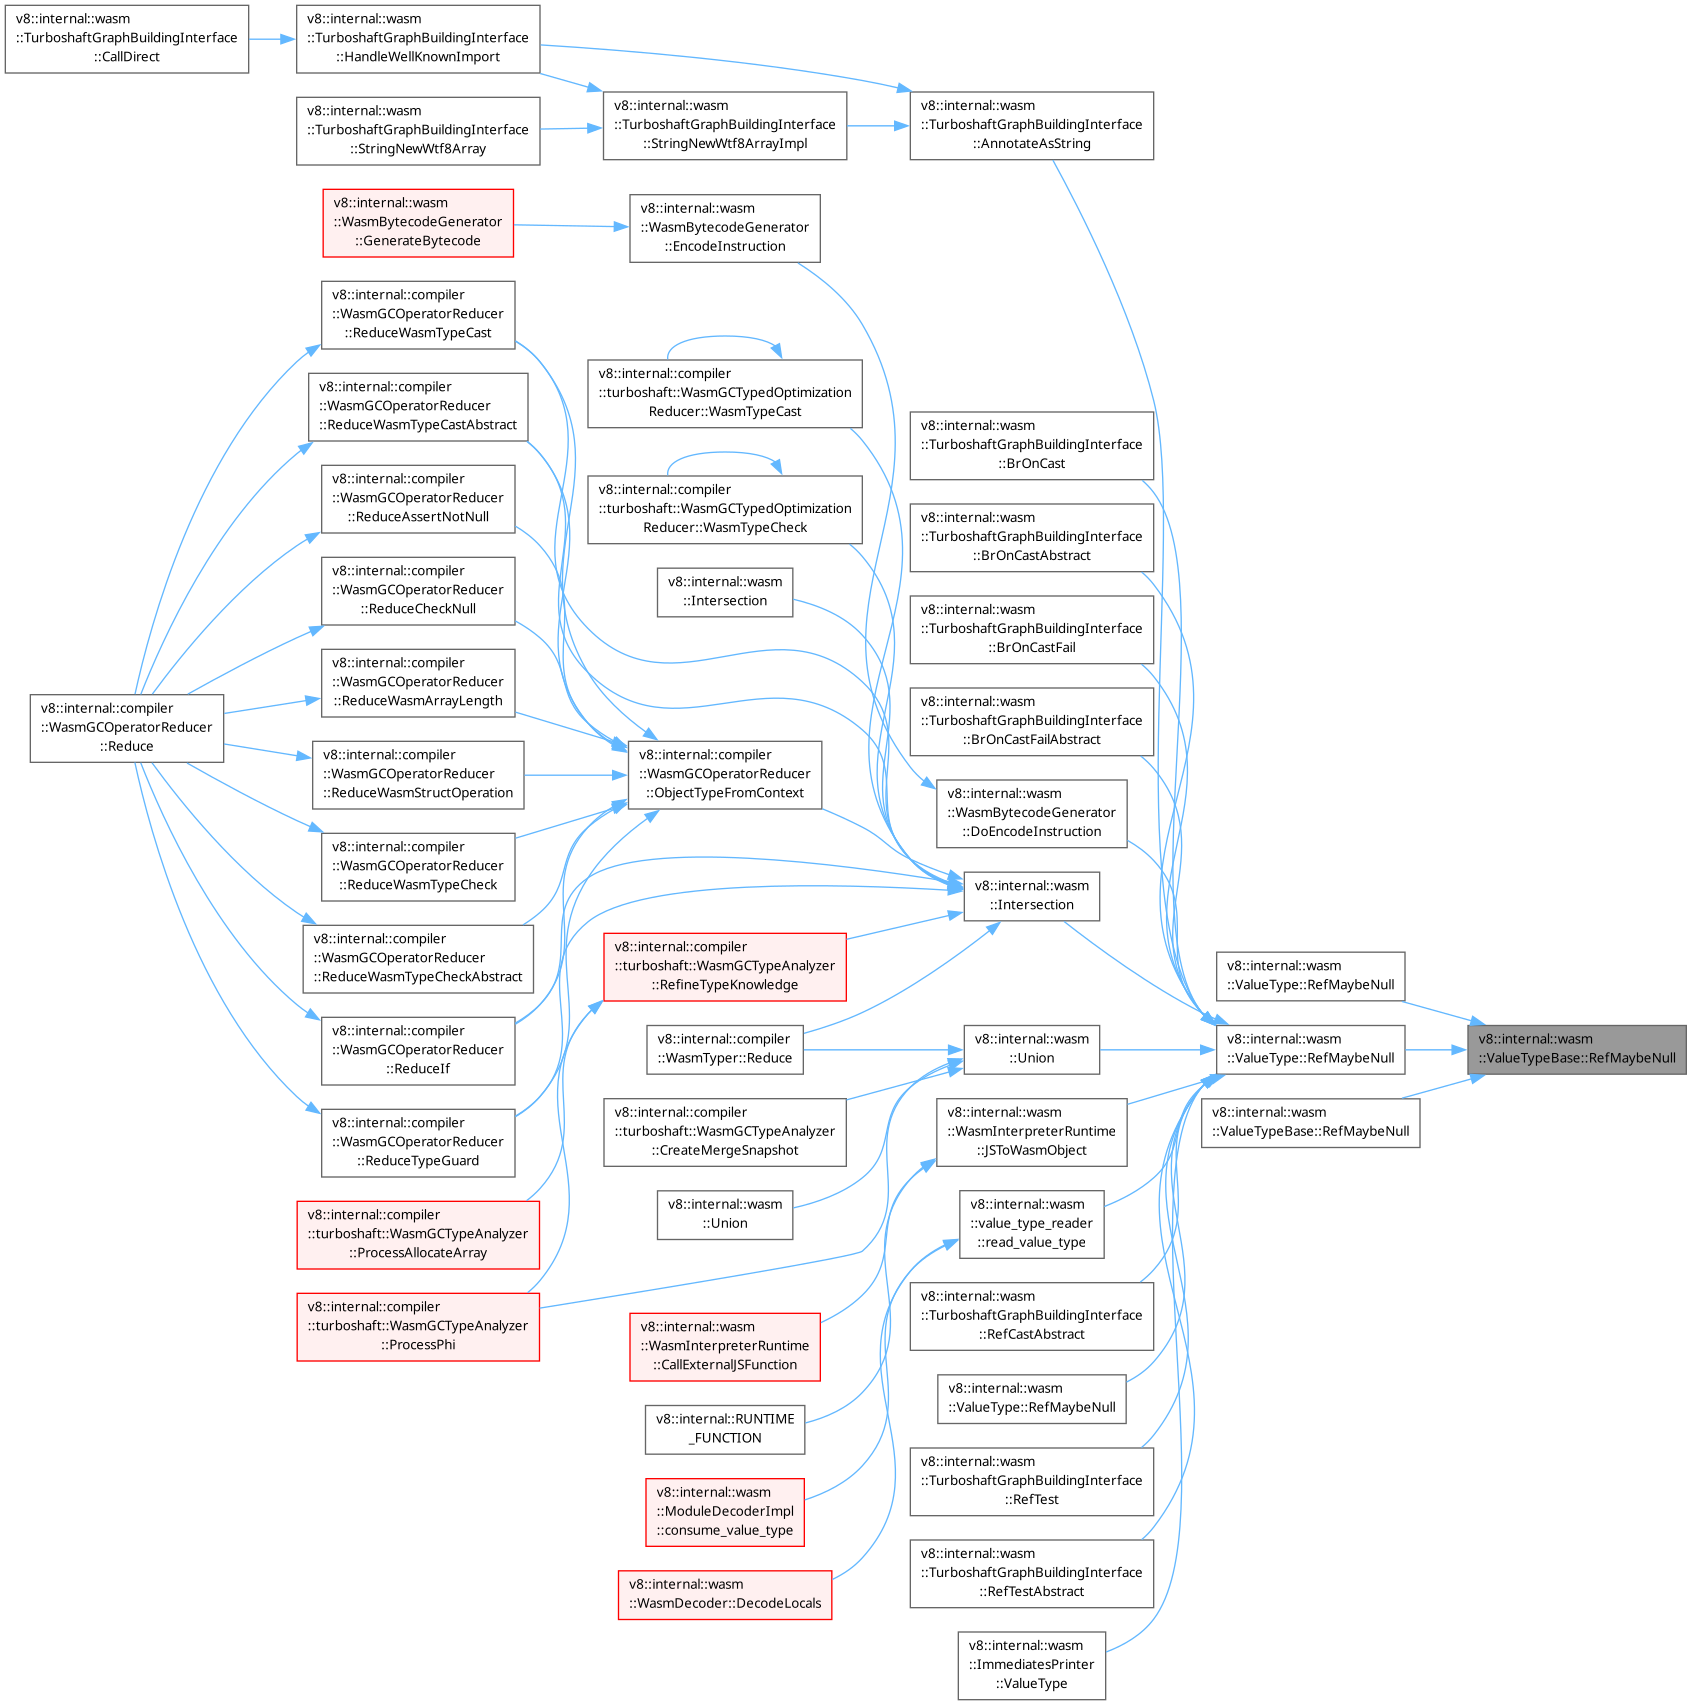 v8::internal::wasm
::TurboshaftGraphBuildingInterface
::CallDirect
v8::internal::wasm
::TurboshaftGraphBuildingInterface
::HandleWellKnownImport
v8::internal::wasm
::TurboshaftGraphBuildingInterface
::StringNewWtf8Array
v8::internal::wasm
::TurboshaftGraphBuildingInterface
::StringNewWtf8ArrayImpl
v8::internal::wasm
::TurboshaftGraphBuildingInterface
::AnnotateAsString
v8::internal::wasm
::WasmBytecodeGenerator
::GenerateBytecode
v8::internal::wasm
::WasmBytecodeGenerator
::EncodeInstruction
v8::internal::compiler
::WasmGCOperatorReducer
::ReduceWasmTypeCast
v8::internal::compiler
::WasmGCOperatorReducer
::ReduceWasmTypeCastAbstract
v8::internal::compiler
::WasmGCOperatorReducer
::ReduceAssertNotNull
v8::internal::compiler
::WasmGCOperatorReducer
::ReduceCheckNull
v8::internal::compiler
::WasmGCOperatorReducer
::ReduceWasmArrayLength
v8::internal::compiler
::WasmGCOperatorReducer
::Reduce
v8::internal::compiler
::WasmGCOperatorReducer
::ReduceWasmStructOperation
v8::internal::compiler
::WasmGCOperatorReducer
::ReduceWasmTypeCheck
v8::internal::compiler
::WasmGCOperatorReducer
::ReduceWasmTypeCheckAbstract
v8::internal::compiler
::WasmGCOperatorReducer
::ReduceIf
v8::internal::compiler
::WasmGCOperatorReducer
::ReduceTypeGuard
v8::internal::compiler
::turboshaft::WasmGCTypeAnalyzer
::ProcessAllocateArray
v8::internal::compiler
::turboshaft::WasmGCTypeAnalyzer
::ProcessPhi
v8::internal::compiler
::turboshaft::WasmGCTypedOptimization
Reducer::WasmTypeCast
v8::internal::compiler
::turboshaft::WasmGCTypedOptimization
Reducer::WasmTypeCheck
v8::internal::wasm
::Intersection
v8::internal::compiler
::WasmGCOperatorReducer
::ObjectTypeFromContext
v8::internal::compiler
::turboshaft::WasmGCTypeAnalyzer
::RefineTypeKnowledge
v8::internal::compiler
::WasmTyper::Reduce
v8::internal::compiler
::turboshaft::WasmGCTypeAnalyzer
::CreateMergeSnapshot
v8::internal::wasm
::Union
v8::internal::wasm
::WasmInterpreterRuntime
::CallExternalJSFunction
v8::internal::RUNTIME
_FUNCTION
v8::internal::wasm
::ModuleDecoderImpl
::consume_value_type
v8::internal::wasm
::WasmDecoder::DecodeLocals
v8::internal::wasm
::TurboshaftGraphBuildingInterface
::BrOnCast
v8::internal::wasm
::TurboshaftGraphBuildingInterface
::BrOnCastAbstract
v8::internal::wasm
::TurboshaftGraphBuildingInterface
::BrOnCastFail
v8::internal::wasm
::TurboshaftGraphBuildingInterface
::BrOnCastFailAbstract
v8::internal::wasm
::WasmBytecodeGenerator
::DoEncodeInstruction
v8::internal::wasm
::Intersection
v8::internal::wasm
::Union
v8::internal::wasm
::WasmInterpreterRuntime
::JSToWasmObject
v8::internal::wasm
::value_type_reader
::read_value_type
v8::internal::wasm
::TurboshaftGraphBuildingInterface
::RefCastAbstract
v8::internal::wasm
::ValueType::RefMaybeNull
v8::internal::wasm
::TurboshaftGraphBuildingInterface
::RefTest
v8::internal::wasm
::TurboshaftGraphBuildingInterface
::RefTestAbstract
v8::internal::wasm
::ImmediatesPrinter
::ValueType
v8::internal::wasm
::ValueType::RefMaybeNull
v8::internal::wasm
::ValueType::RefMaybeNull
v8::internal::wasm
::ValueTypeBase::RefMaybeNull
v8::internal::wasm
::ValueTypeBase::RefMaybeNull